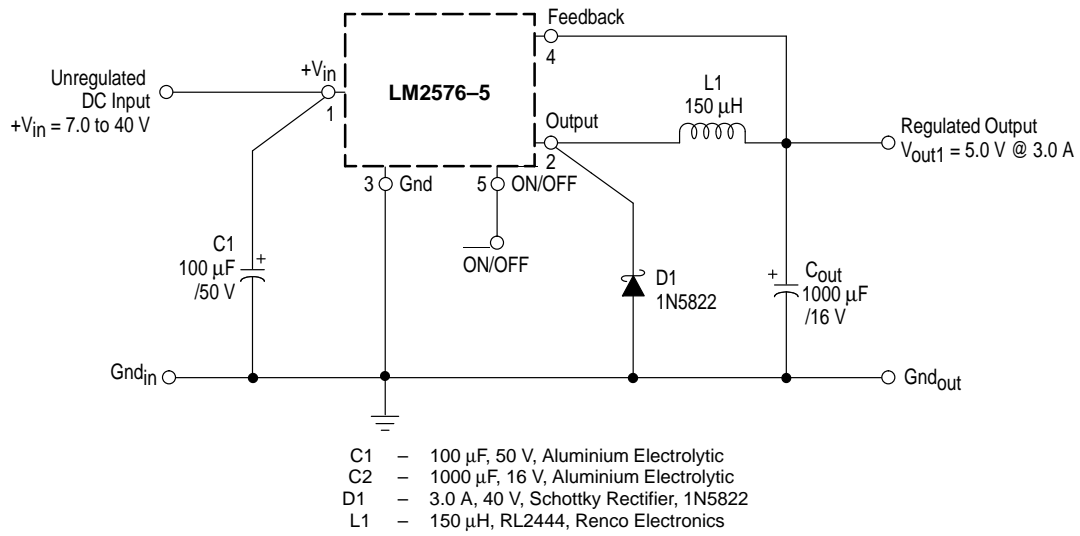 Feedback
4
Unregulated
DC Input
+Vin = 7.0 to 40 V
+Vin
1
LM2576–5
L1
150 µH
Output
2
Regulated Output
Vout1 = 5.0 V @ 3.0 A
3 Gnd
5 ON/OFF
ON/OFF
C1
100 µF
/50 V
+
D1
1N5822
+
Cout
1000 µF
/16 V
Gndin
Gndout
C1 – 100 µF, 50 V, Aluminium Electrolytic
C2 – 1000 µF, 16 V, Aluminium Electrolytic
D1 – 3.0 A, 40 V, Schottky Rectifier, 1N5822
L1 – 150 µH, RL2444, Renco Electronics